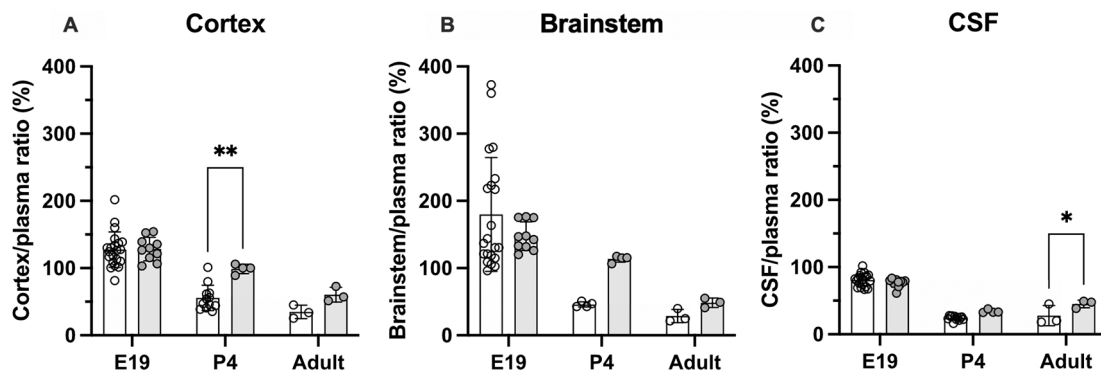 A Cortex
Cortex/plasma ratio (%)
400
300
200
100
0
**
E19 P4 Adult
B Brainstem
Brainstem/plasma ratio (%)
400
300
200
100
0
E19 P4 Adult
C CSF
CSF/plasma ratio (%)
400
300
200
100
0
*
E19 P4 Adult